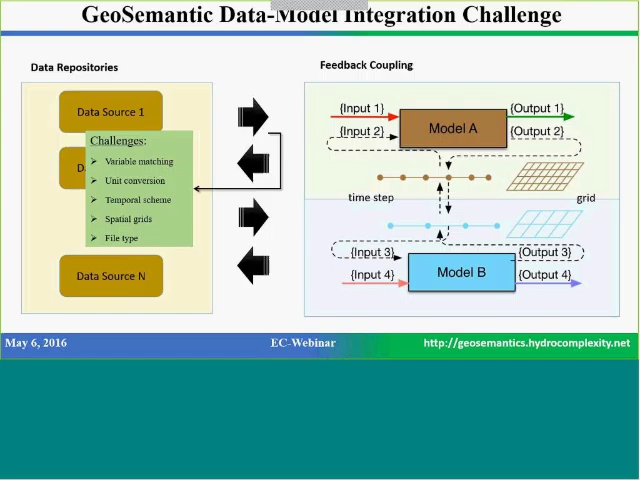 GeoSemantic Data-Model Integration Challenge
Data Repositories
Data Source 1
D
Challenges:
➢ Variable matching
➢ Unit conversion
➢ Temporal scheme
➢ Spatial grids
➢ File type
Data Source N
Feedback Coupling
{Input 1}
{Input 2}
Model A
{Output 1}
{Output 2}
time step
grid
{Input 3}
{Input 4}
Model B
{Output 3}
{Output 4}
May 6, 2016
EC-Webinar
http://geosemantics.hydrocomplexity.net